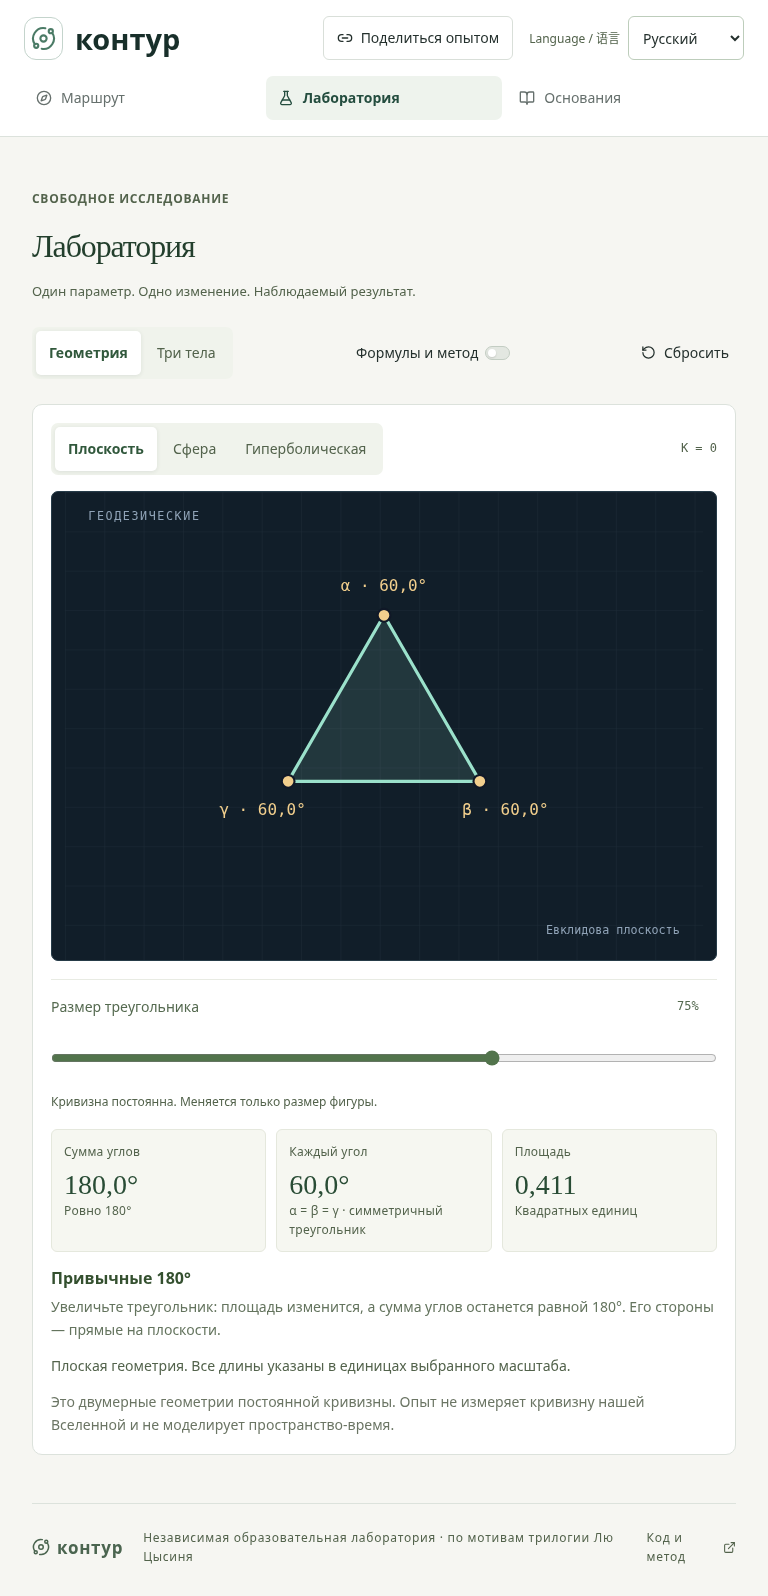 контур
Поделиться опытом
Language / 语言
Русский
Маршрут
Лаборатория
Основания
СВОБОДНОЕ ИССЛЕДОВАНИЕ
Лаборатория
Один параметр. Одно изменение. Наблюдаемый результат.
Геометрия
Три тела
Формулы и метод
Сбросить
Плоскость
Сфера
Гиперболическая
K = 0
ГЕОДЕЗИЧЕСКИЕ
α · 60,0°
γ · 60,0°
β · 60,0°
Евклидова плоскость
Размер треугольника
75%
Кривизна постоянна. Меняется только размер фигуры.
Сумма углов
180,0°
Ровно 180°
Каждый угол
60,0°
α = β = γ · симметричный
треугольник
Площадь
0,411
Квадратных единиц
Привычные 180°
Увеличьте треугольник: площадь изменится, а сумма углов останется равной 180°. Его стороны
— прямые на плоскости.
Плоская геометрия. Все длины указаны в единицах выбранного масштаба.
Это двумерные геометрии постоянной кривизны. Опыт не измеряет кривизну нашей
Вселенной и не моделирует пространство-время.
контур
Независимая образовательная лаборатория · по мотивам трилогии Лю
Цысиня
Код и
метод